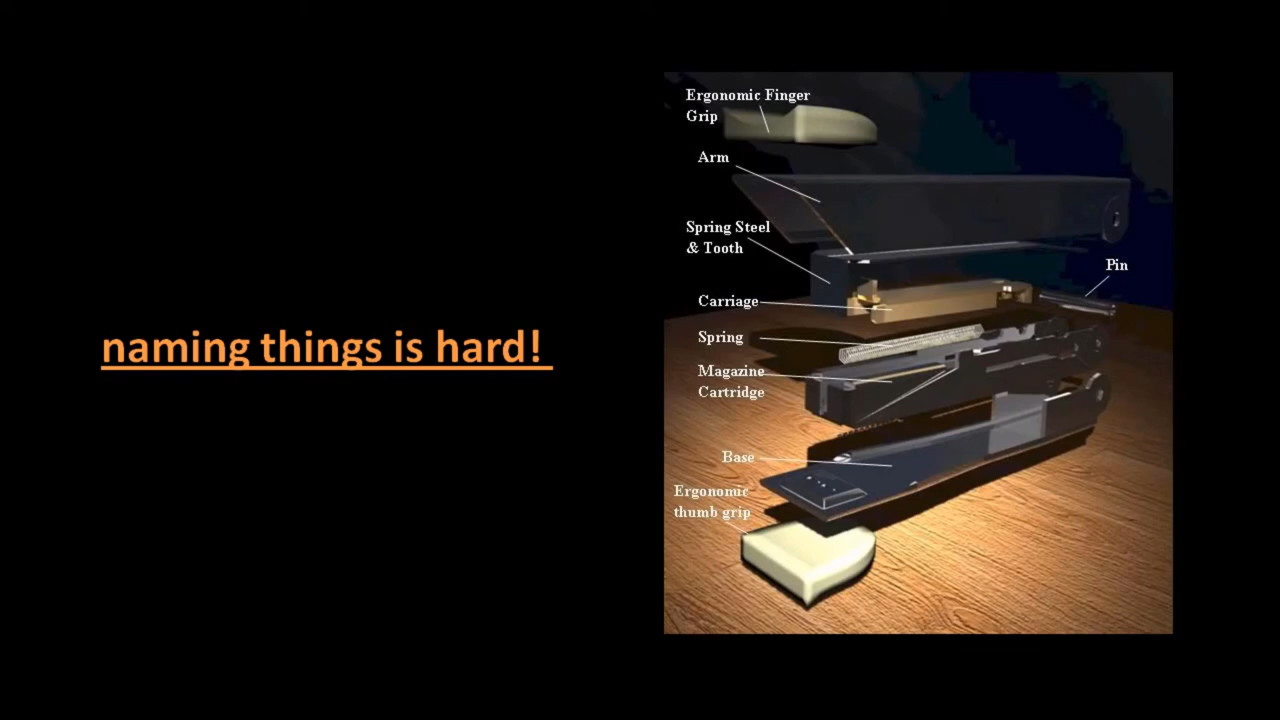 naming things is hard!
Ergonomic Finger
Grip
Arm
Spring Steel
& Tooth
Pin
Carriage
Spring
Magazine
Cartridge
Base
Ergonomic
thumb grip